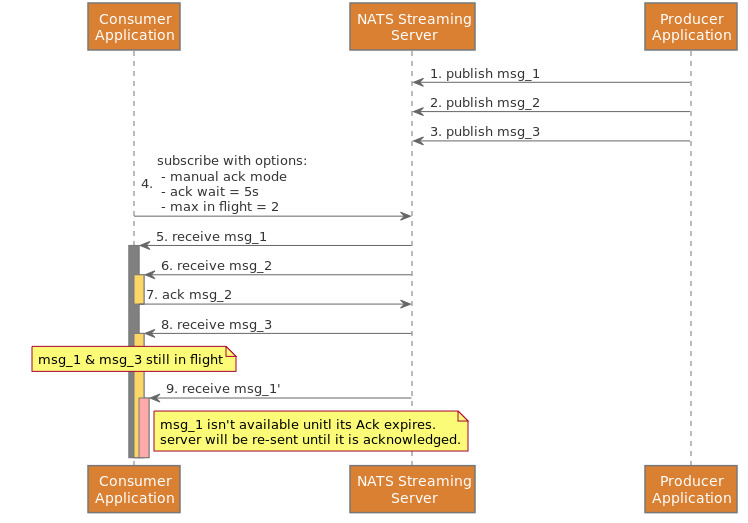 Consumer
Application
NATS Streaming
Server
Producer
Application
1. publish msg_1
2. publish msg_2
3. publish msg_3
4.
subscribe with options:
- manual ack mode
- ack wait = 5s
- max in flight = 2
5. receive msg_1
6. receive msg_2
7. ack msg_2
8. receive msg_3
msg_1 & msg_3 still in flight
9. receive msg_1'
msg_1 isn't available unitl its Ack expires.
server will be re-sent until it is acknowledged.
Consumer
Application
NATS Streaming
Server
Producer
Application